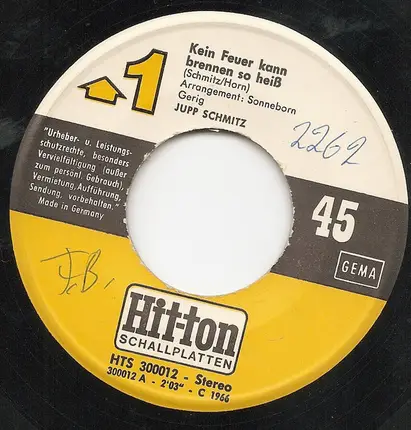 1
Kein Feuer kann
brennen so heiß
(Schmitz/Horn)
Arrangement: Sonneborn
Gerig
JUPP SCHMITZ
2262
"Urheber- u. Leistungs-
schutzrechte, besonders
Vervielfältigung (außer
zum persönl. Gebrauch),
Vermietung, Aufführung,
Sendung, vorbehalten."
Made in Germany
45
GEMA
F.B.
Hit-ton
SCHALLPLATTEN
HTS 300012 - Stereo
300012 A - 2'03" - C 1966